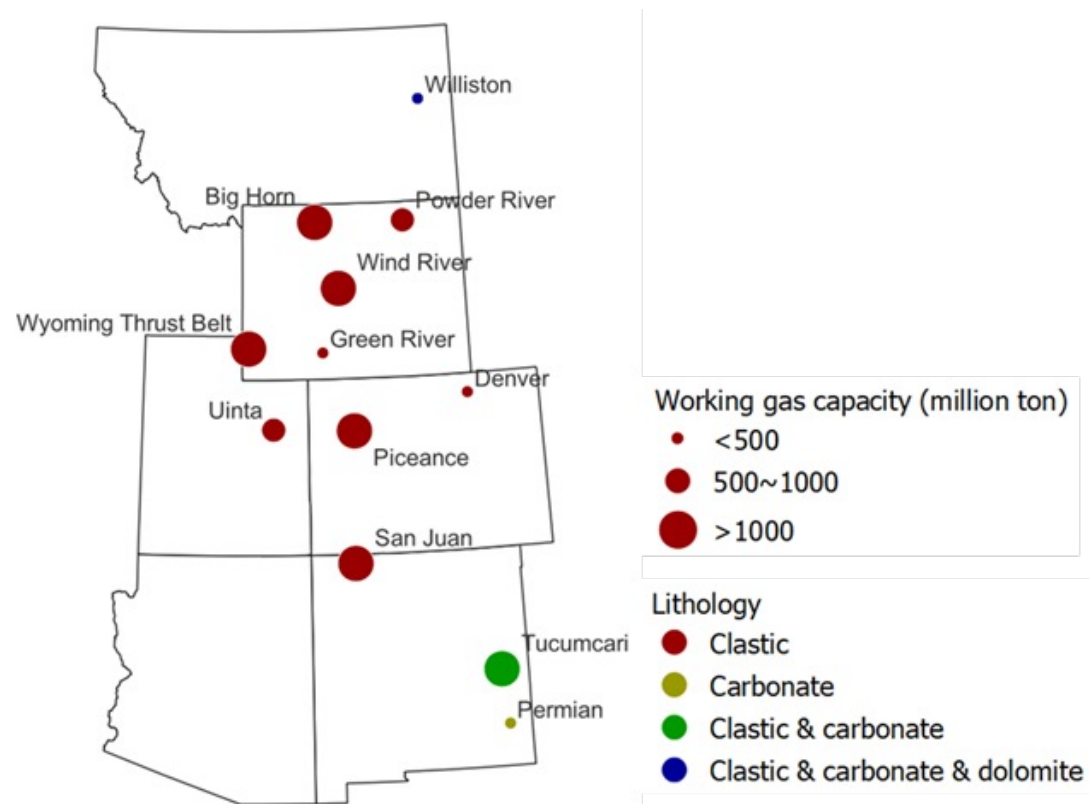 Williston
Big Horn
Powder River
Wind River
Wyoming Thrust Belt
Green River
Denver
Uinta
Piceance
San Juan
Tucumcari
Permian
Working gas capacity (million ton)
<500
500~1000
>1000
Lithology
Clastic
Carbonate
Clastic & carbonate
Clastic & carbonate & dolomite